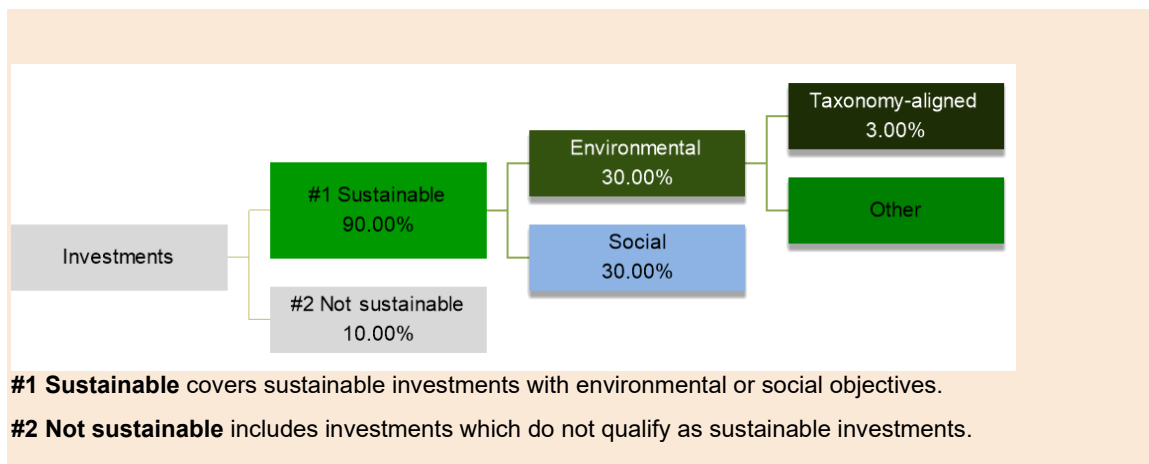 Investments
#1 Sustainable
90.00%
#2 Not sustainable
10.00%
Environmental
30.00%
Social
30.00%
Taxonomy-aligned
3.00%
Other
#1 Sustainable covers sustainable investments with environmental or social objectives.
#2 Not sustainable includes investments which do not qualify as sustainable investments.